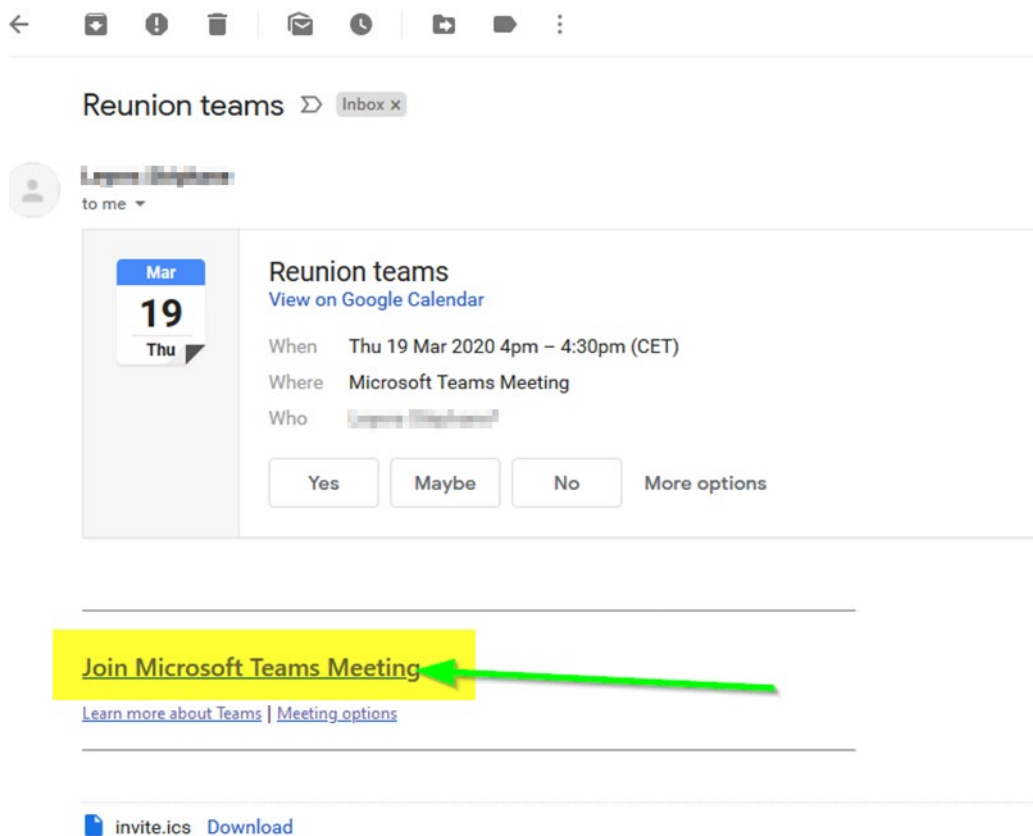 Reunion teams Inbox x
to me
Mar
19
Thu
Reunion teams
View on Google Calendar
When Thu 19 Mar 2020 4pm – 4:30pm (CET)
Where Microsoft Teams Meeting
Who
Yes Maybe No More options
Join Microsoft Teams Meeting
Learn more about Teams | Meeting options
invite.ics Download